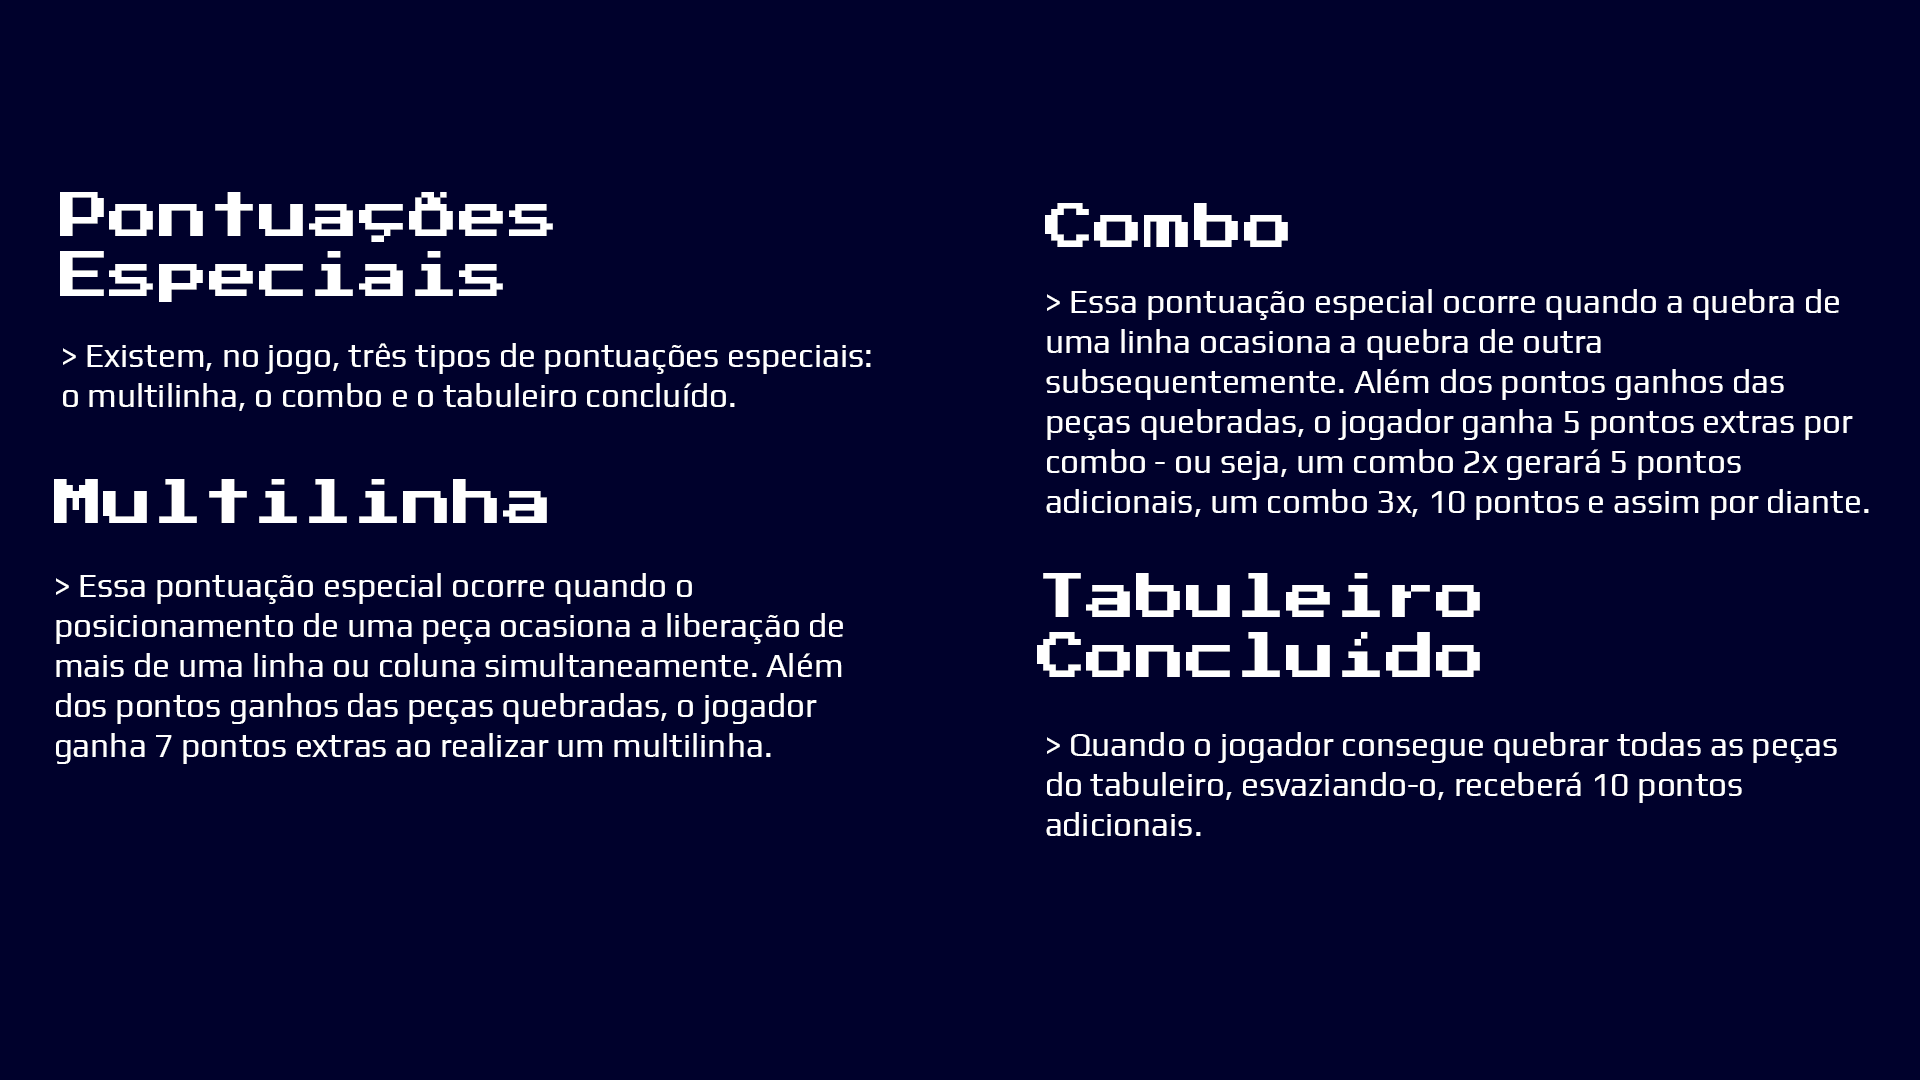 Pontuações
Especiais
> Existem, no jogo, três tipos de pontuações especiais:
o multilinha, o combo e o tabuleiro concluído.
Multilinha
> Essa pontuação especial ocorre quando o
posicionamento de uma peça ocasiona a liberação de
mais de uma linha ou coluna simultaneamente. Além
dos pontos ganhos das peças quebradas, o jogador
ganha 7 pontos extras ao realizar um multilinha.
Combo
> Essa pontuação especial ocorre quando a quebra de
uma linha ocasiona a quebra de outra
subsequentemente. Além dos pontos ganhos das
peças quebradas, o jogador ganha 5 pontos extras por
combo - ou seja, um combo 2x gerará 5 pontos
adicionais, um combo 3x, 10 pontos e assim por diante.
Tabuleiro
Concluído
> Quando o jogador consegue quebrar todas as peças
do tabuleiro, esvaziando-o, receberá 10 pontos
adicionais.